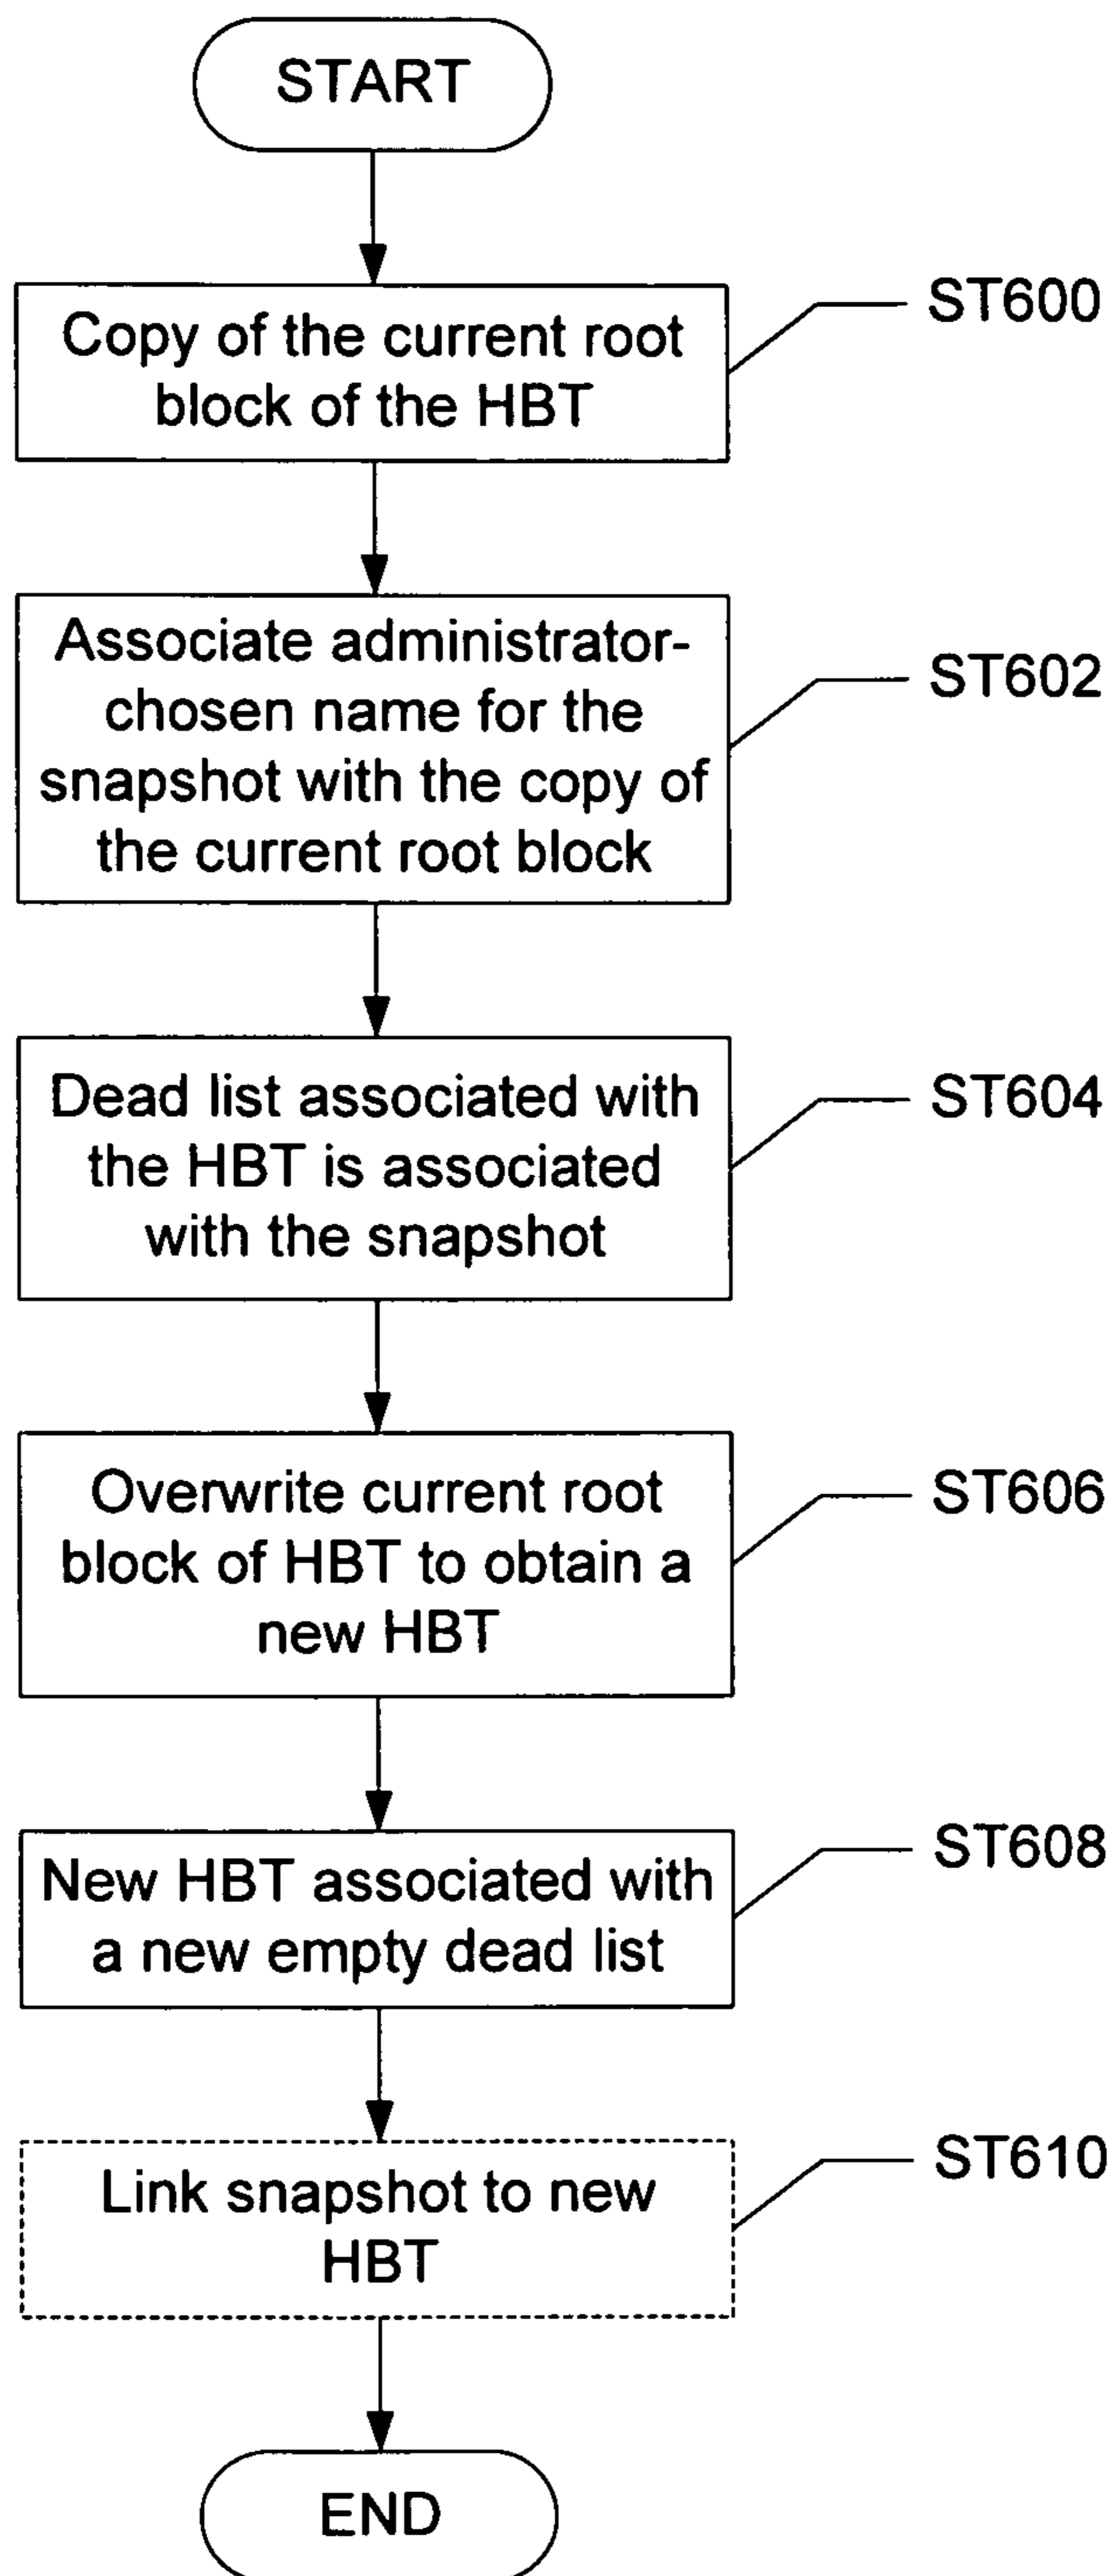 START
Copy of the current root
block of the HBT
ST600
Associate administrator-
chosen name for the
snapshot with the copy of
the current root block
ST602
Dead list associated with
the HBT is associated
with the snapshot
ST604
Overwrite current root
block of HBT to obtain a
new HBT
ST606
New HBT associated with
a new empty dead list
ST608
Link snapshot to new
HBT
ST610
END